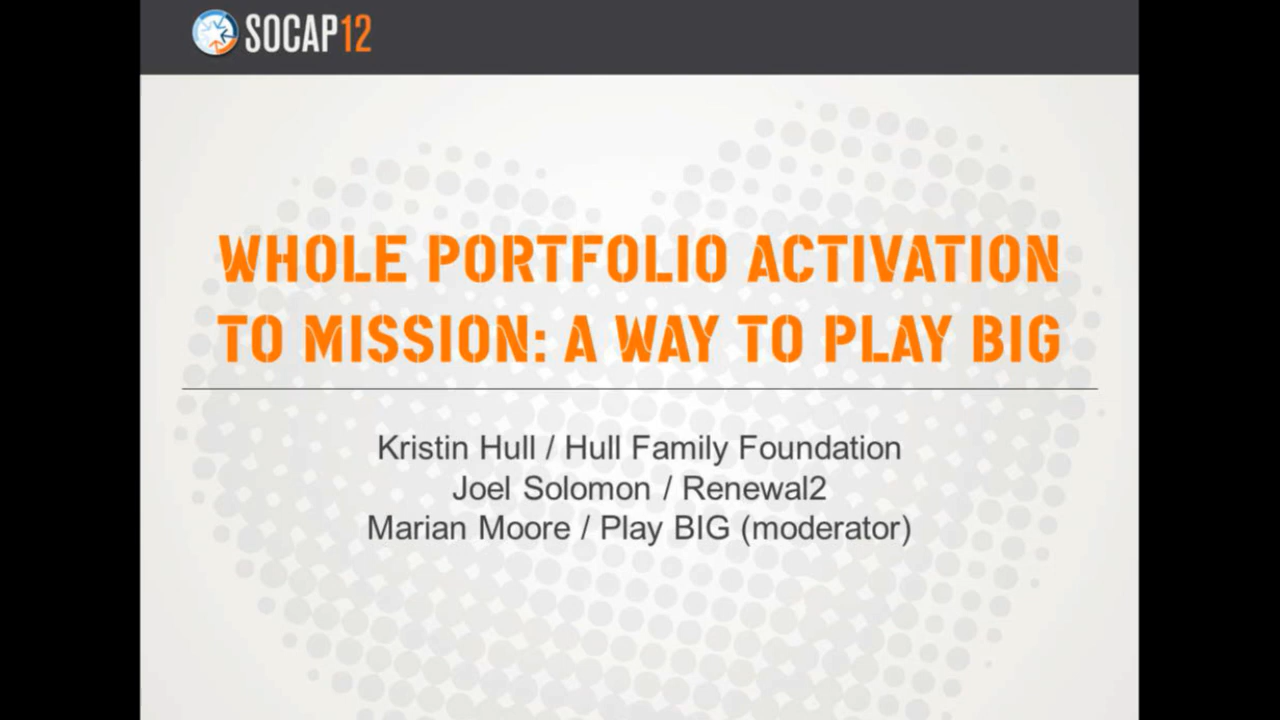 SOCAP12
WHOLE PORTFOLIO ACTIVATION
TO MISSION: A WAY TO PLAY BIG
Kristin Hull / Hull Family Foundation
Joel Solomon / Renewal2
Marian Moore / Play BIG (moderator)